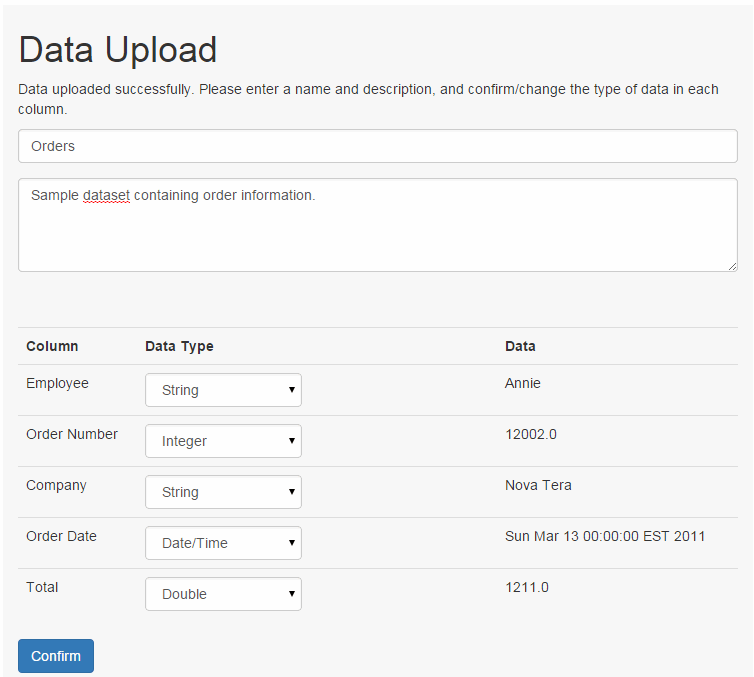 Data Upload
Data uploaded successfully. Please enter a name and description, and confirm/change the type of data in each
column.
Orders
Sample dataset containing order information.
Column Data Type Data
Employee String Annie
Order Number Integer 12002.0
Company String Nova Tera
Order Date Date/Time Sun Mar 13 00:00:00 EST 2011
Total Double 1211.0
Confirm